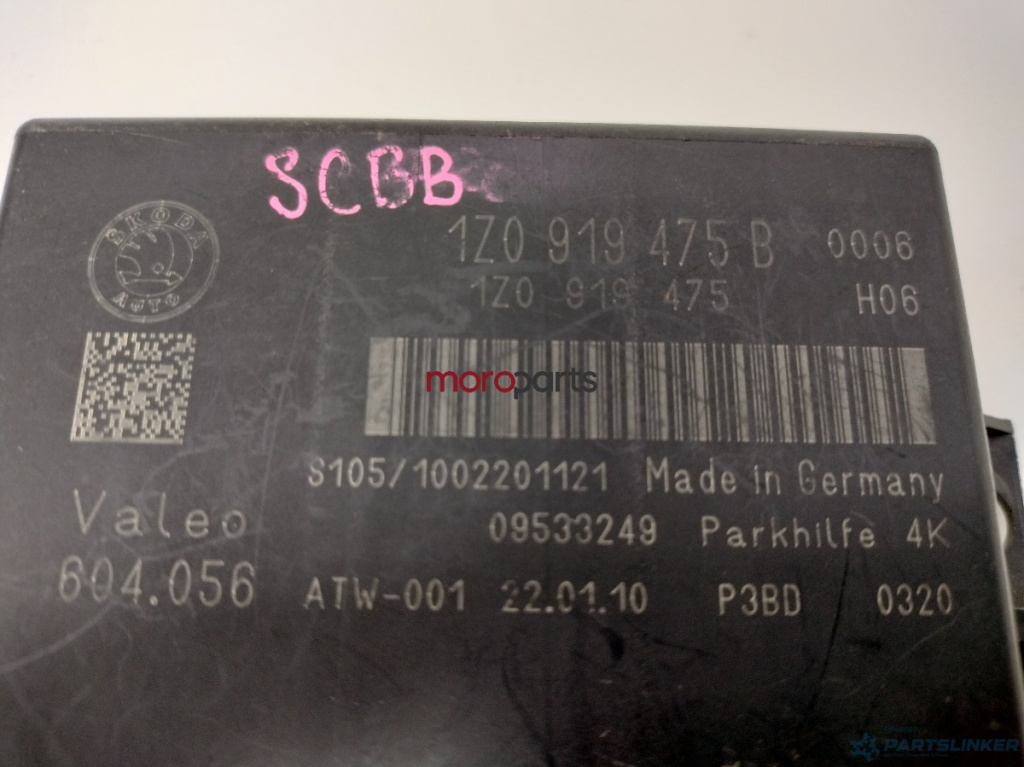 SCBB
1Z0 919 475 B 0006
SKODA
AUTO
1Z0 919 475 H06
moroparts
S105/1002201121 Made in Germany
Valeo 09533249 Parkhilfe 4K
604.056 ATW-001 22.01.10 P3BD 0320
PARTSLINKER